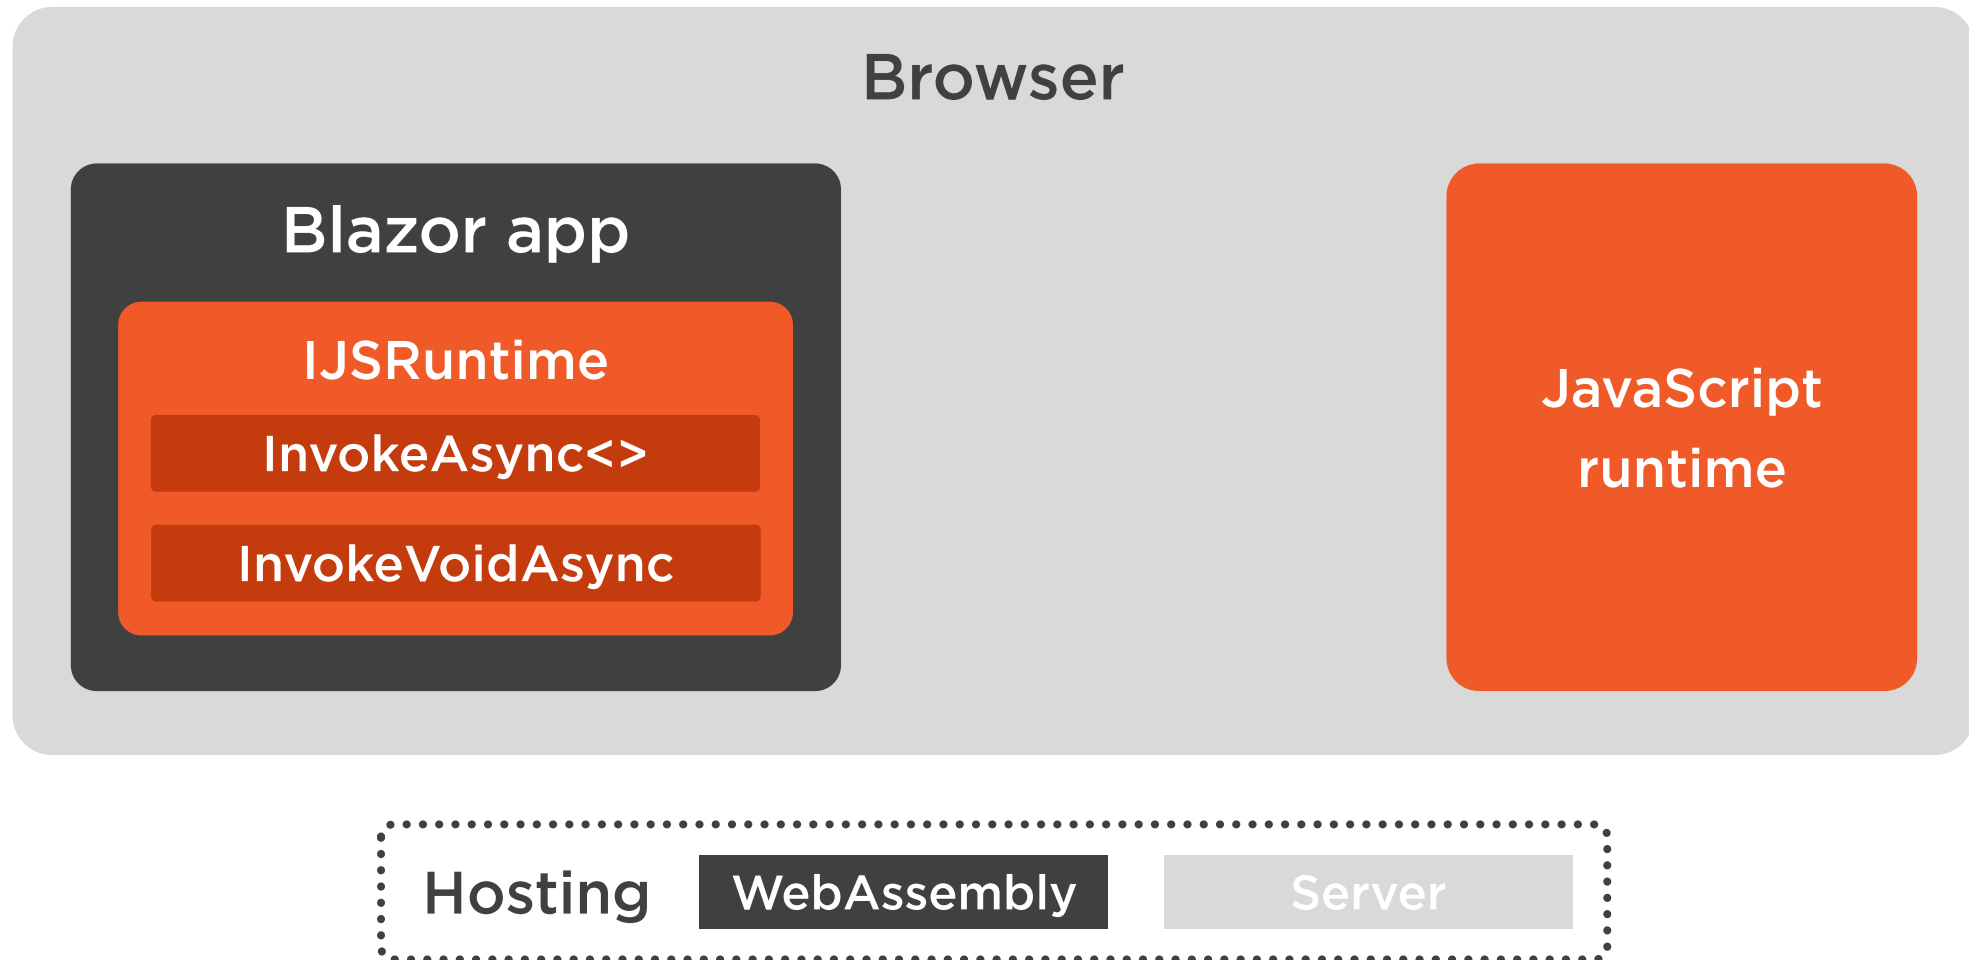 Browser
Blazor app
IJSRuntime
InvokeAsync<>
InvokeVoidAsync
JavaScript
runtime
Hosting WebAssembly Server